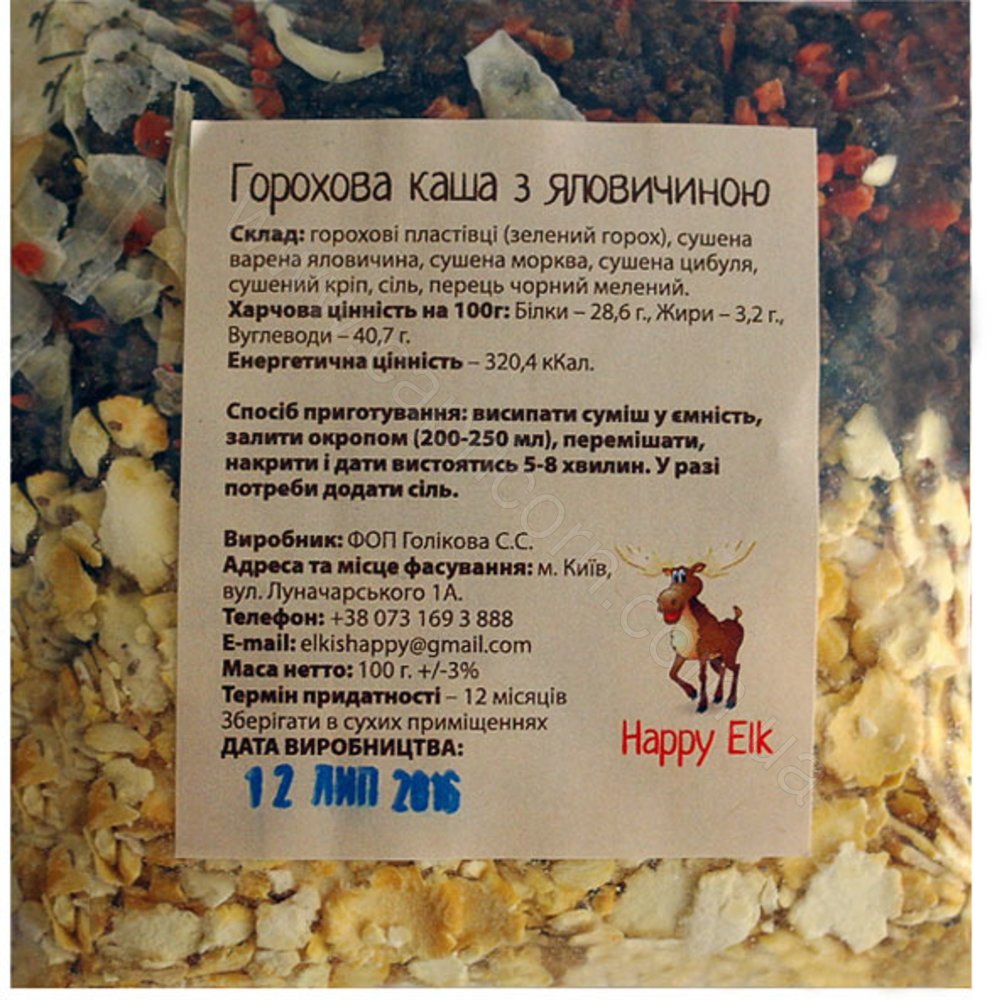 Горохова каша з яловичиною
Склад: горохові пластівці (зелений горох), сушена
варена яловичина, сушена морква, сушена цибуля,
сушений кріп, сіль, перець чорний мелений.
Харчова цінність на 100г: Білки – 28,6 г., Жири – 3,2 г.,
Вуглеводи – 40,7 г.
Енергетична цінність – 320,4 кКал.
Спосіб приготування: висипати суміш у ємність,
залити окропом (200-250 мл), перемішати,
накрити і дати вистоятись 5-8 хвилин. У разі
потреби додати сіль.
Виробник: ФОП Голікова С.С.
Адреса та місце фасування: м. Київ,
вул. Луначарського 1А.
Телефон: +38 073 169 3 888
E-mail: elkishappy@gmail.com
Маса нетто: 100 г. +/-3%
Термін придатності – 12 місяців
Зберігати в сухих приміщеннях
ДАТА ВИРОБНИЦТВА:
12 ЛИП 2016
Happy Elk